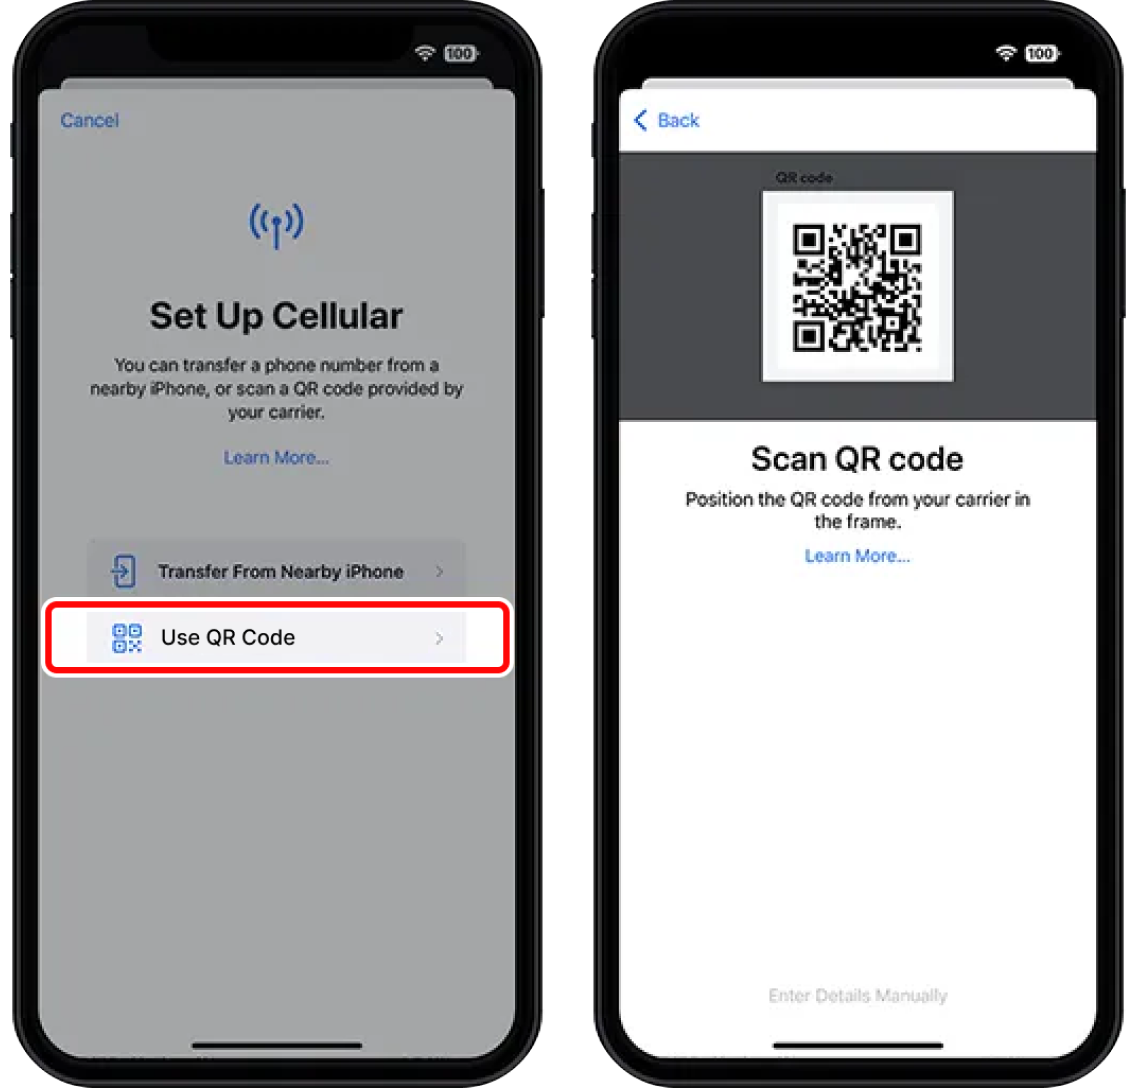 100
Cancel
Set Up Cellular
You can transfer a phone number from a
nearby iPhone, or scan a QR code provided by
your carrier.
Learn More...
Transfer From Nearby iPhone
Use QR Code
100
Back
QR code
Scan QR code
Position the QR code from your carrier in
the frame.
Learn More...
Enter Details Manually